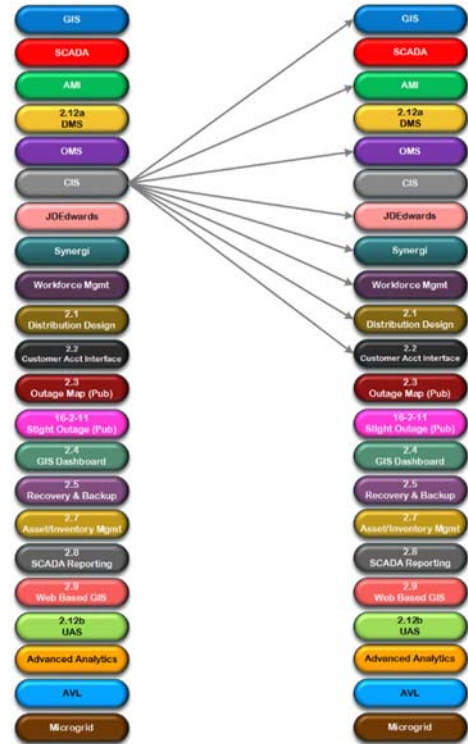 GIS
SCADA
AMI
2.12a
DMS
OMS
CIS
JDEdwards
Synergi
Workforce Mgmt
2.1
Distribution Design
2.2
Customer Acct Interface
2.3
Outage Map (Pub)
16-2-11
Stlght Outage (Pub)
2.4
GIS Dashboard
2.5
Recovery & Backup
2.7
Asset/Inventory Mgmt
2.8
SCADA Reporting
2.9
Web Based GIS
2.12b
UAS
Advanced Analytics
AVL
Microgrid
GIS
SCADA
AMI
2.12a
DMS
OMS
CIS
JDEdwards
Synergi
Workforce Mgmt
2.1
Distribution Design
2.2
Customer Acct Interface
2.3
Outage Map (Pub)
16-2-11
Stlght Outage (Pub)
2.4
GIS Dashboard
2.5
Recovery & Backup
2.7
Asset/Inventory Mgmt
2.8
SCADA Reporting
2.9
Web Based GIS
2.12b
UAS
Advanced Analytics
AVL
Microgrid